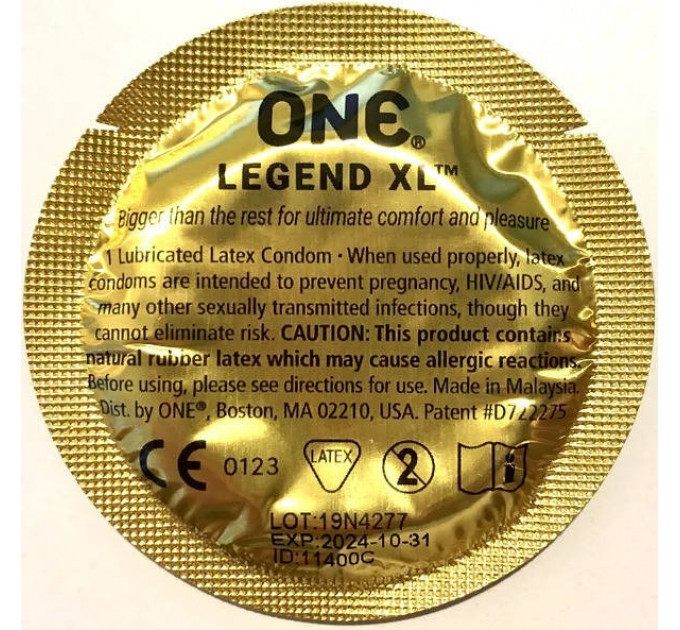 ONE®
LEGEND XL™
Bigger than the rest for ultimate comfort and pleasure
1 Lubricated Latex Condom · When used properly, latex
condoms are intended to prevent pregnancy, HIV/AIDS, and
many other sexually transmitted infections, though they
cannot eliminate risk. CAUTION: This product contains
natural rubber latex which may cause allergic reactions.
Before using, please see directions for use. Made in Malaysia.
Dist. by ONE®, Boston, MA 02210, USA. Patent #D722275
CE 0123 LATEX 2 i
LOT:19N4277
EXP:2024-10-31
ID:11400C